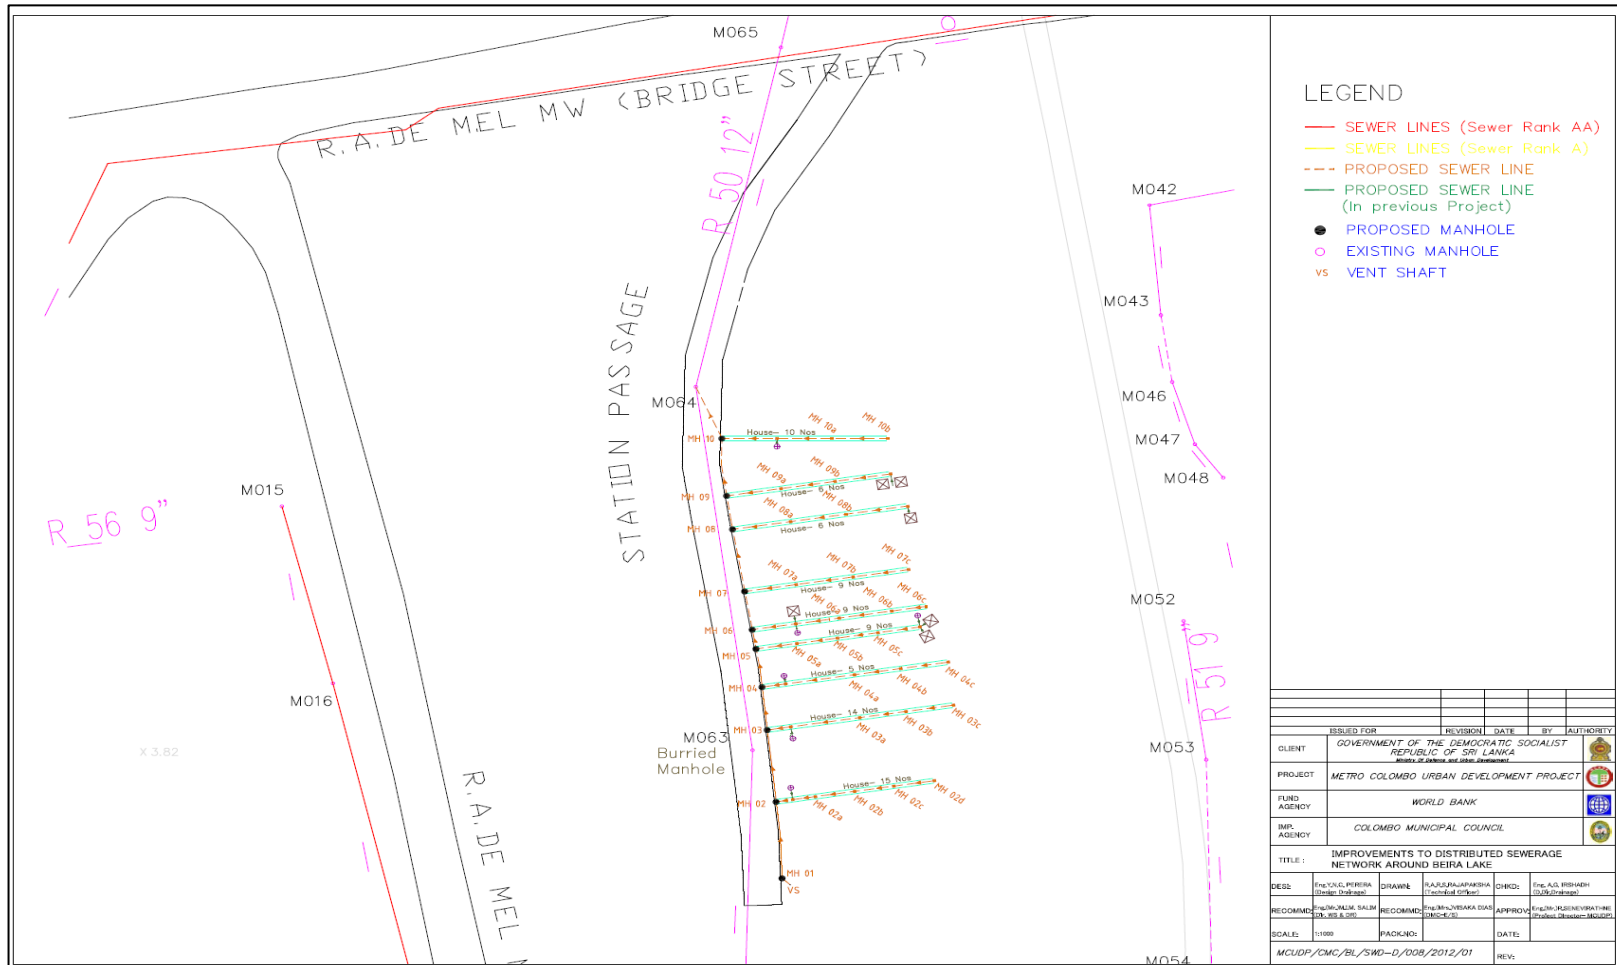 M065
R.A.DE MEL MW (BRIDGE STREET)
R 50 12"
STATION PASSAGE
M064
M015
R 56 9"
M016
X 3.82
M063
Burried
Manhole
R.A.DE MEL M
MH 10
House- 10 Nos
MH 10a
MH 10b
MH 09
MH 09a
MH 09b
House- 6 Nos
MH 08
MH 08a
MH 08b
House- 6 Nos
MH 07
MH 07a
MH 07b
MH 07c
House- 9 Nos
MH 06
MH 06a
MH 06b
MH 06c
House- 9 Nos
MH 05
House- 9 Nos
MH 05a
MH 05b
MH 05c
MH 04
House- 5 Nos
MH 04a
MH 04b
MH 04c
MH 03
House- 14 Nos
MH 03a
MH 03b
MH 03c
MH 02
House- 15 Nos
MH 02a
MH 02b
MH 02c
MH 02d
MH 01
VS
M042
M043
M046
M047
M048
M052
R 51 9"
M053
M054
LEGEND
SEWER LINES (Sewer Rank AA)
SEWER LINES (Sewer Rank A)
PROPOSED SEWER LINE
PROPOSED SEWER LINE
(In previous Project)
PROPOSED MANHOLE
EXISTING MANHOLE
VS VENT SHAFT
ISSUED FOR REVISION DATE BY AUTHORITY
CLIENT GOVERNMENT OF THE DEMOCRATIC SOCIALIST
REPUBLIC OF SRI LANKA
Ministry Of Defence and Urban Development
PROJECT METRO COLOMBO URBAN DEVELOPMENT PROJECT
FUND
AGENCY WORLD BANK
IMP.
AGENCY COLOMBO MUNICIPAL COUNCIL
TITLE : IMPROVEMENTS TO DISTRIBUTED SEWERAGE
NETWORK AROUND BEIRA LAKE
DESI: Eng.Y.N.C. PERERA DRAWN: R.A.R.S.RAJAPAKSHA CHKD: Eng. A.G. IRSHADH
(Design Drainage) (Technical Officer) (D.D(Drainage)
RECOMMD: RECOMMD: Eng.(Mrs.)VISAKA DIAS APPROV:
(Project Director- MCUDP)
SCALE: 1:1000 PACK.NO: DATE:
MCUDP/CMC/BL/SWD-D/008/2012/01 REV: